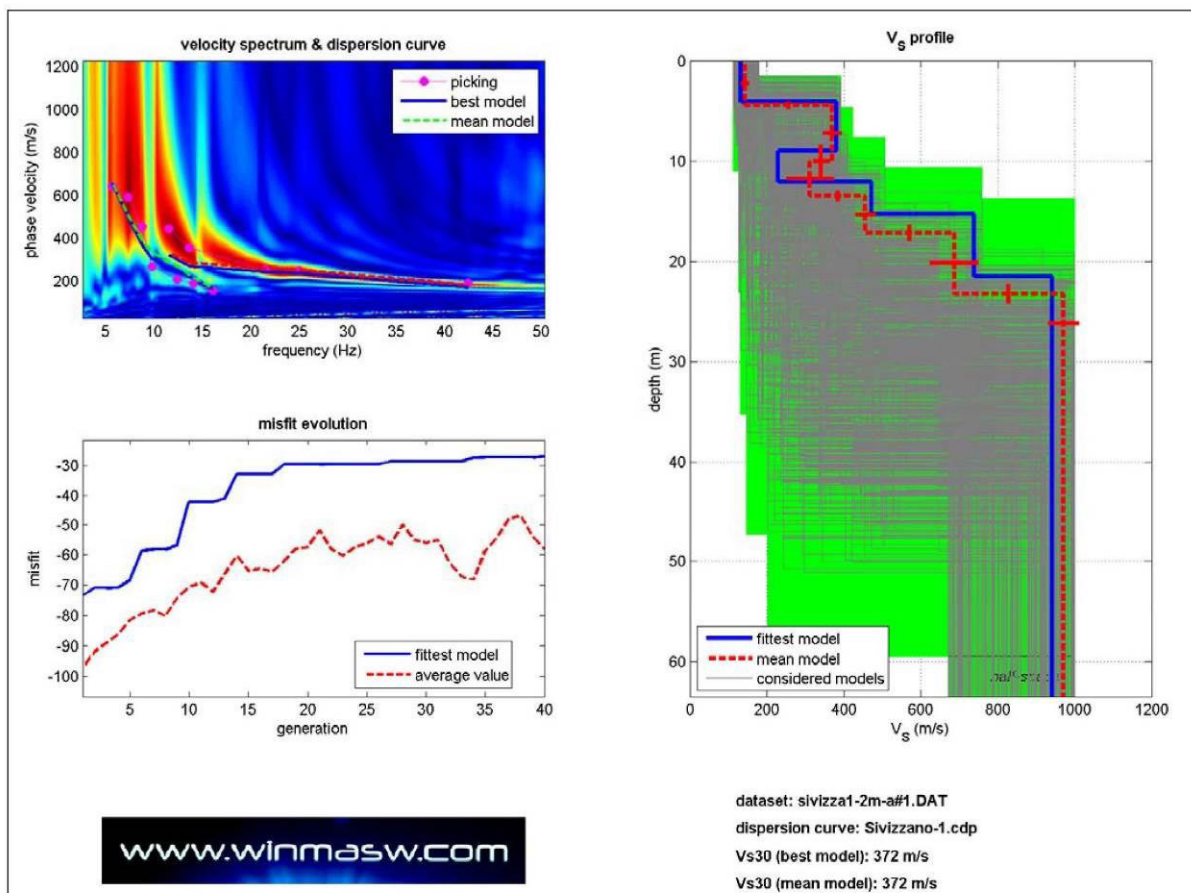 velocity spectrum & dispersion curve
1200
1000
800
600
400
200
phase velocity (m/s)
picking
best model
mean model
5 10 15 20 25 30 35 40 45 50
frequency (Hz)
misfit evolution
-30
-40
-50
-60
-70
-80
-90
-100
misfit
fittest model
average value
5 10 15 20 25 30 35 40
generation
VS profile
0
10
20
30
40
50
60
depth (m)
fittest model
mean model
considered models
0 200 400 600 800 1000 1200
VS (m/s)
www.winmasw.com
dataset: sivizza1-2m-a#1.DAT
dispersion curve: Sivizzano-1.cdp
Vs30 (best model): 372 m/s
Vs30 (mean model): 372 m/s